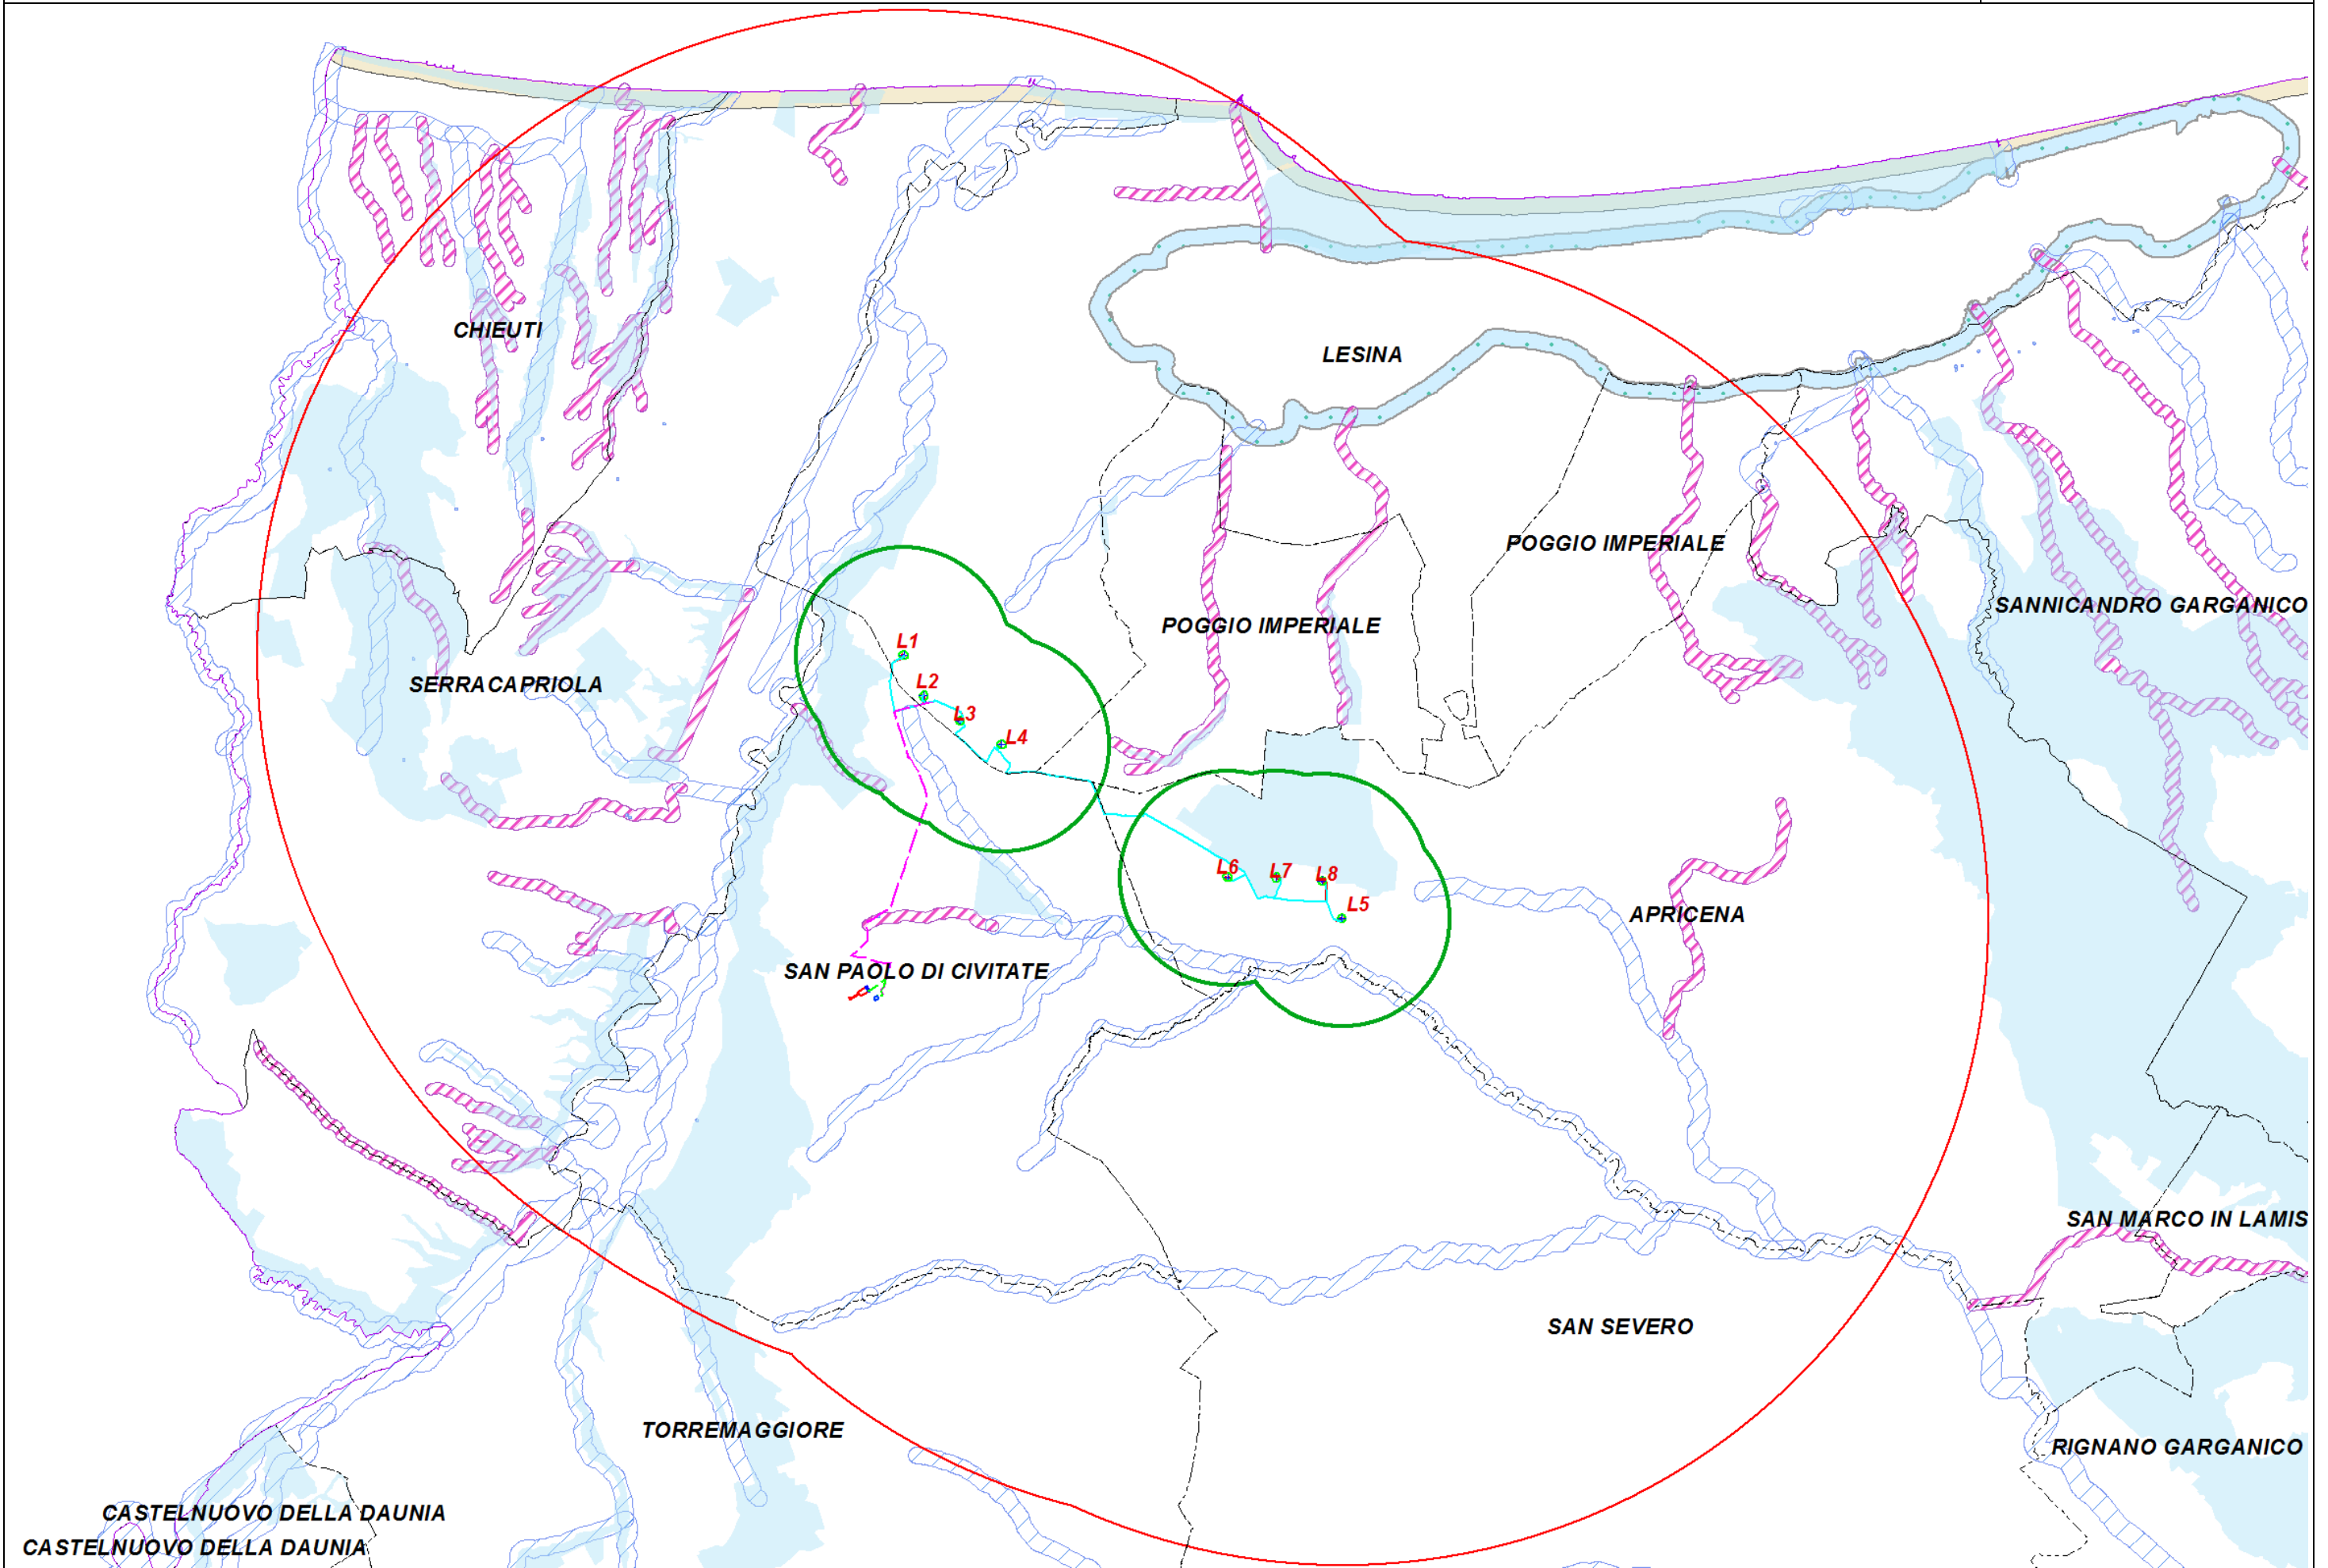 CHIEUTI
LESINA
POGGIO IMPERIALE
SANNICANDRO GARGANICO
POGGIO IMPERIALE
L1
SERRACAPRIOLA
L2
L3
L4
L6
L7
L8
L5
APRICENA
SAN PAOLO DI CIVITATE
SAN MARCO IN LAMIS
SAN SEVERO
TORREMAGGIORE
RIGNANO GARGANICO
CASTELNUOVO DELLA DAUNIA
CASTELNUOVO DELLA DAUNIA